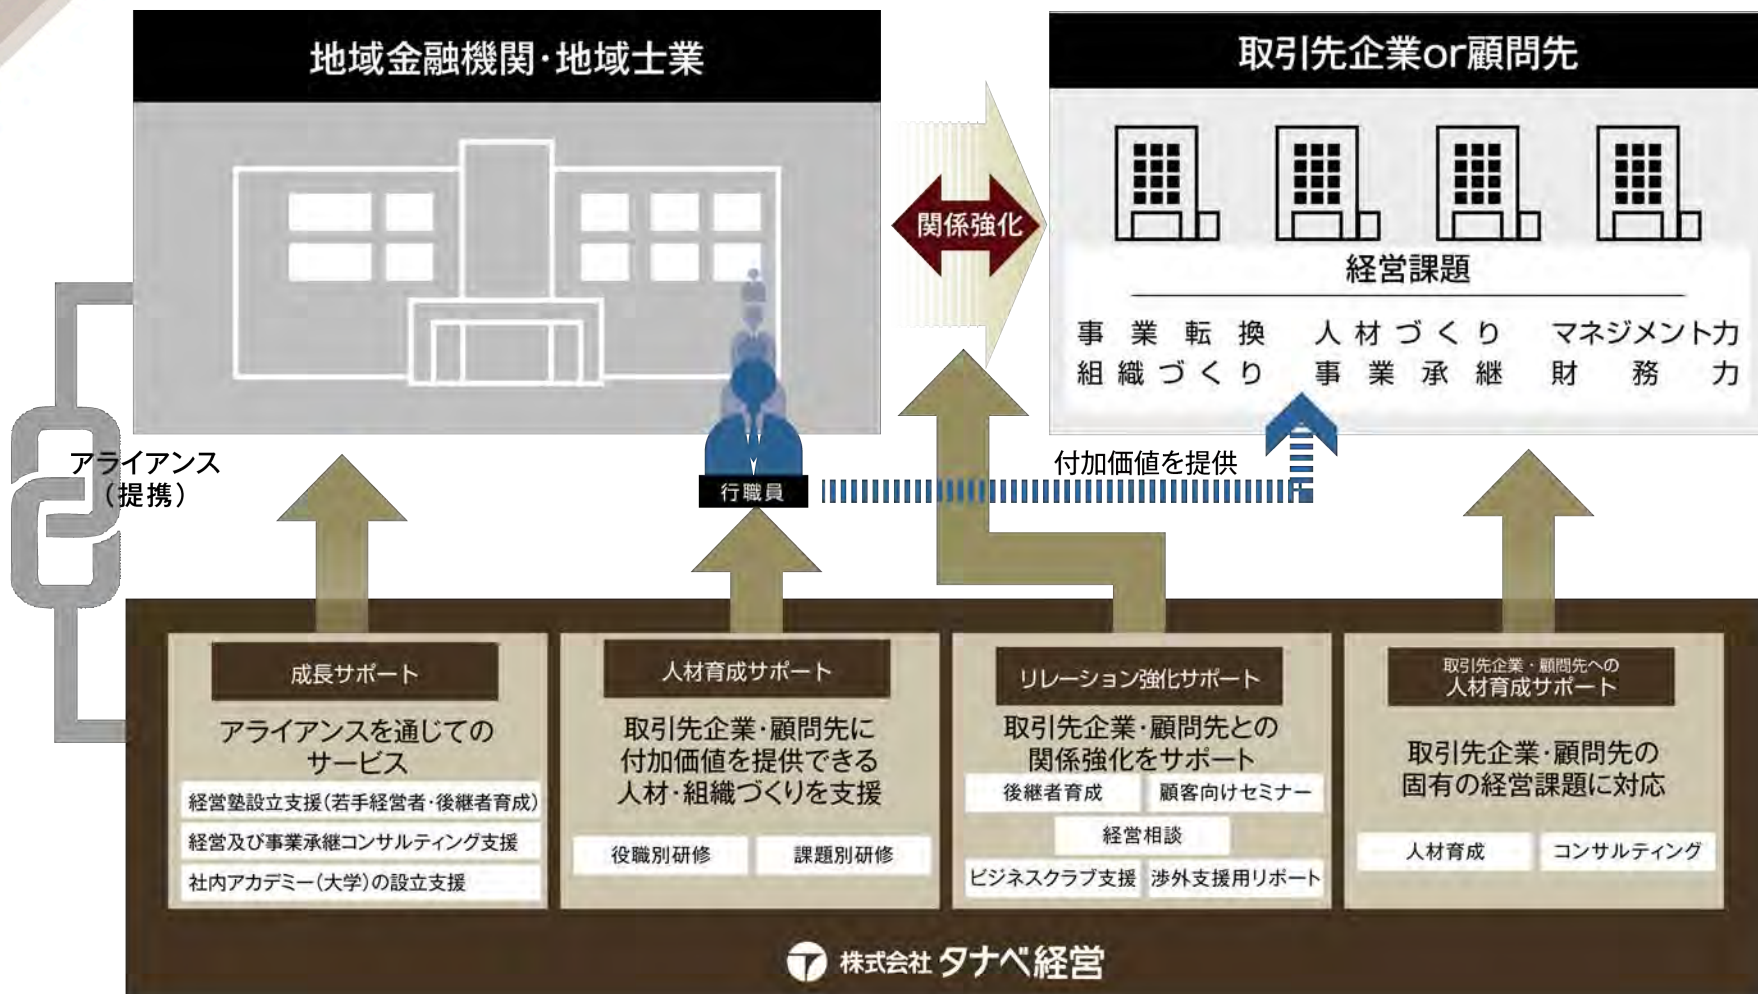 地域金融機関・地域士業
取引先企業or顧問先
関係強化
経営課題
事業転換 人材づくり マネジメント力
組織づくり 事業承継 財務力
アライアンス
(提携)
行職員
付加価値を提供
成長サポート
アライアンスを通じての
サービス
経営塾設立支援(若手経営者・後継者育成)
経営及び事業承継コンサルティング支援
社内アカデミー(大学)の設立支援
人材育成サポート
取引先企業・顧問先に
付加価値を提供できる
人材・組織づくりを支援
役職別研修 課題別研修
リレーション強化サポート
取引先企業・顧問先との
関係強化をサポート
後継者育成 顧客向けセミナー
経営相談
ビジネスクラブ支援 渉外支援用リポート
取引先企業・顧問先への
人材育成サポート
取引先企業・顧問先の
固有の経営課題に対応
人材育成 コンサルティング
株式会社 タナベ経営